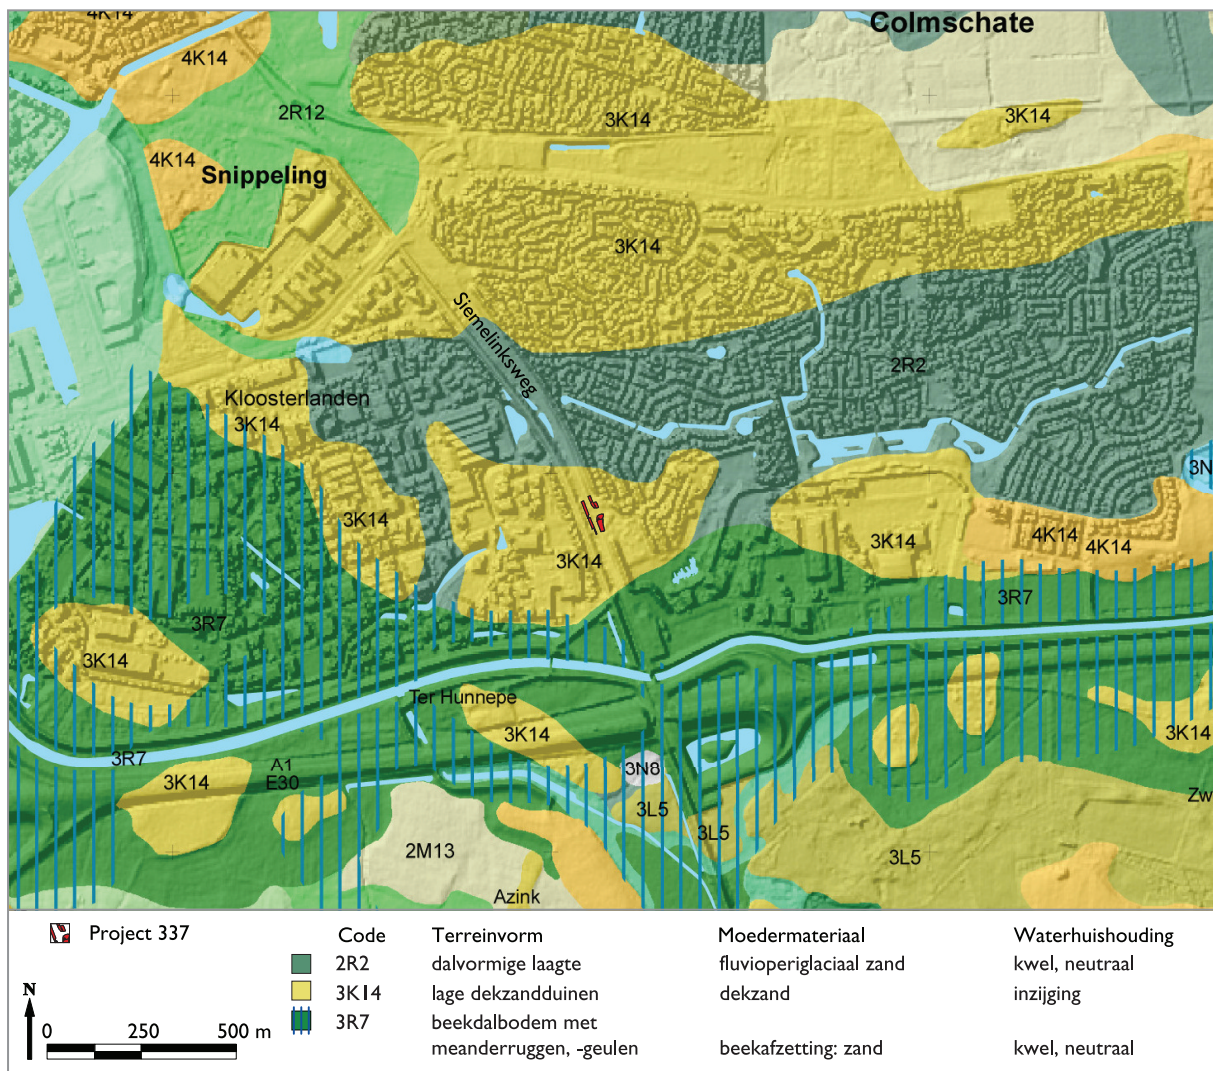 4K14
Colmschate
4K14
2R12
3K14
3K14
4K14
Snippeling
3K14
Siemelinksweg
2R2
Kloosterlanden
3K14
3N
3K14
3K14
3K14
4K14
4K14
3R7
3R7
3K14
Ter Hunnepe
3K14
3K14
3R7
A1
E30
3K14
3N8
3L5
3L5
Zw
2M13
3L5
Azink
Project 337
Code Terreinvorm Moedermateriaal Waterhuishouding
2R2 dalvormige laagte fluvioperiglaciaal zand kwel, neutraal
3K14 lage dekzandduinen dekzand inzijging
3R7 beekdalbodem met
meanderruggen, -geulen beekafzetting: zand kwel, neutraal
N
0 250 500 m